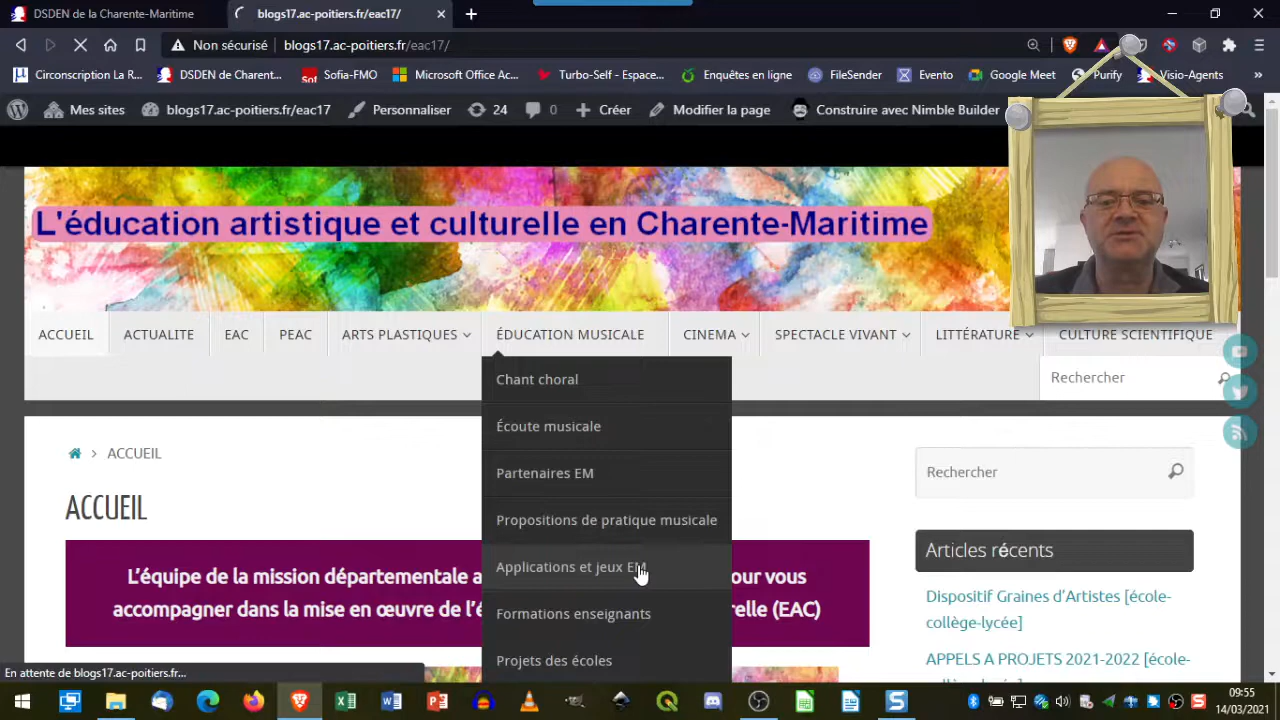 DSDEN de la Charente-Maritime
blogs17.ac-poitiers.fr/eac17/
Non sécurisé
blogs17.ac-poitiers.fr/eac17/
Circonscription La R...
DSDEN de Charent...
Sofia-FMO
Microsoft Office Ac...
Turbo-Self - Espace...
Enquêtes en ligne
FileSender
Evento
Google Meet
Purify
Visio-Agents
Mes sites
blogs17.ac-poitiers.fr/eac17
Personnaliser
24
0
Créer
Modifier la page
Construire avec Nimble Builder
L'éducation artistique et culturelle en Charente-Maritime
ACCUEIL
ACTUALITE
EAC
PEAC
ARTS PLASTIQUES
ÉDUCATION MUSICALE
CINEMA
SPECTACLE VIVANT
LITTÉRATURE
CULTURE SCIENTIFIQUE
Rechercher
Chant choral
Écoute musicale
Partenaires EM
Propositions de pratique musicale
Applications et jeux EM
Formations enseignants
Projets des écoles
ACCUEIL
ACCUEIL
L'équipe de la mission départementale a
our vous
accompagner dans la mise en œuvre de l'é
relle (EAC)
Rechercher
Articles récents
Dispositif Graines d'Artistes [école-
collège-lycée]
APPELS A PROJETS 2021-2022 [école-
En attente de blogs17.ac-poitiers.fr...
09:55
14/03/2021